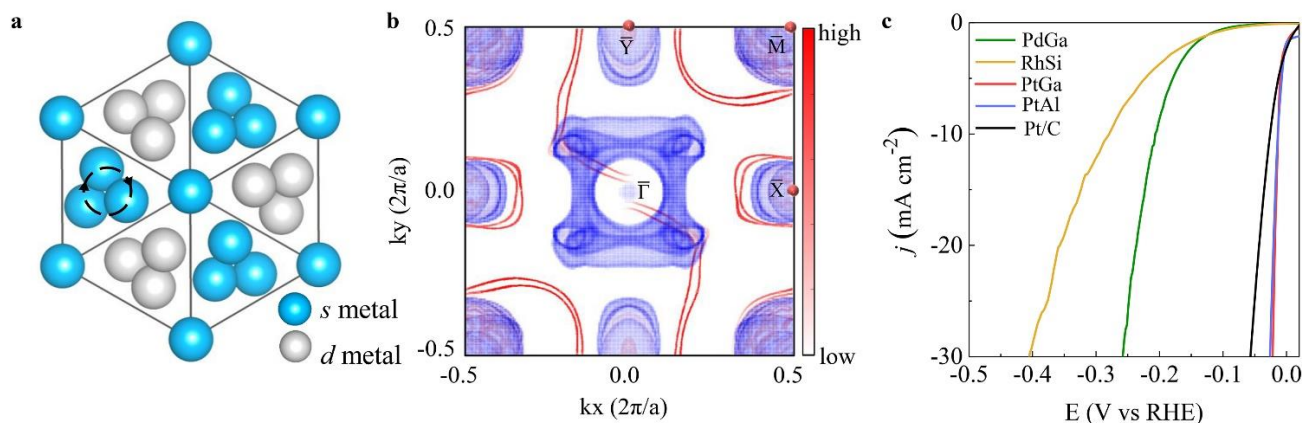 a
s metal
d metal
b
high
low
0.5
0.0
-0.5
ky (2π/a)
-0.5
0.0
0.5
kx (2π/a)
Y̅
M̅
Γ̅
X̅
c
0
-10
-20
-30
j (mA cm⁻²)
PdGa
RhSi
PtGa
PtAl
Pt/C
-0.5
-0.4
-0.3
-0.2
-0.1
0.0
E (V vs RHE)